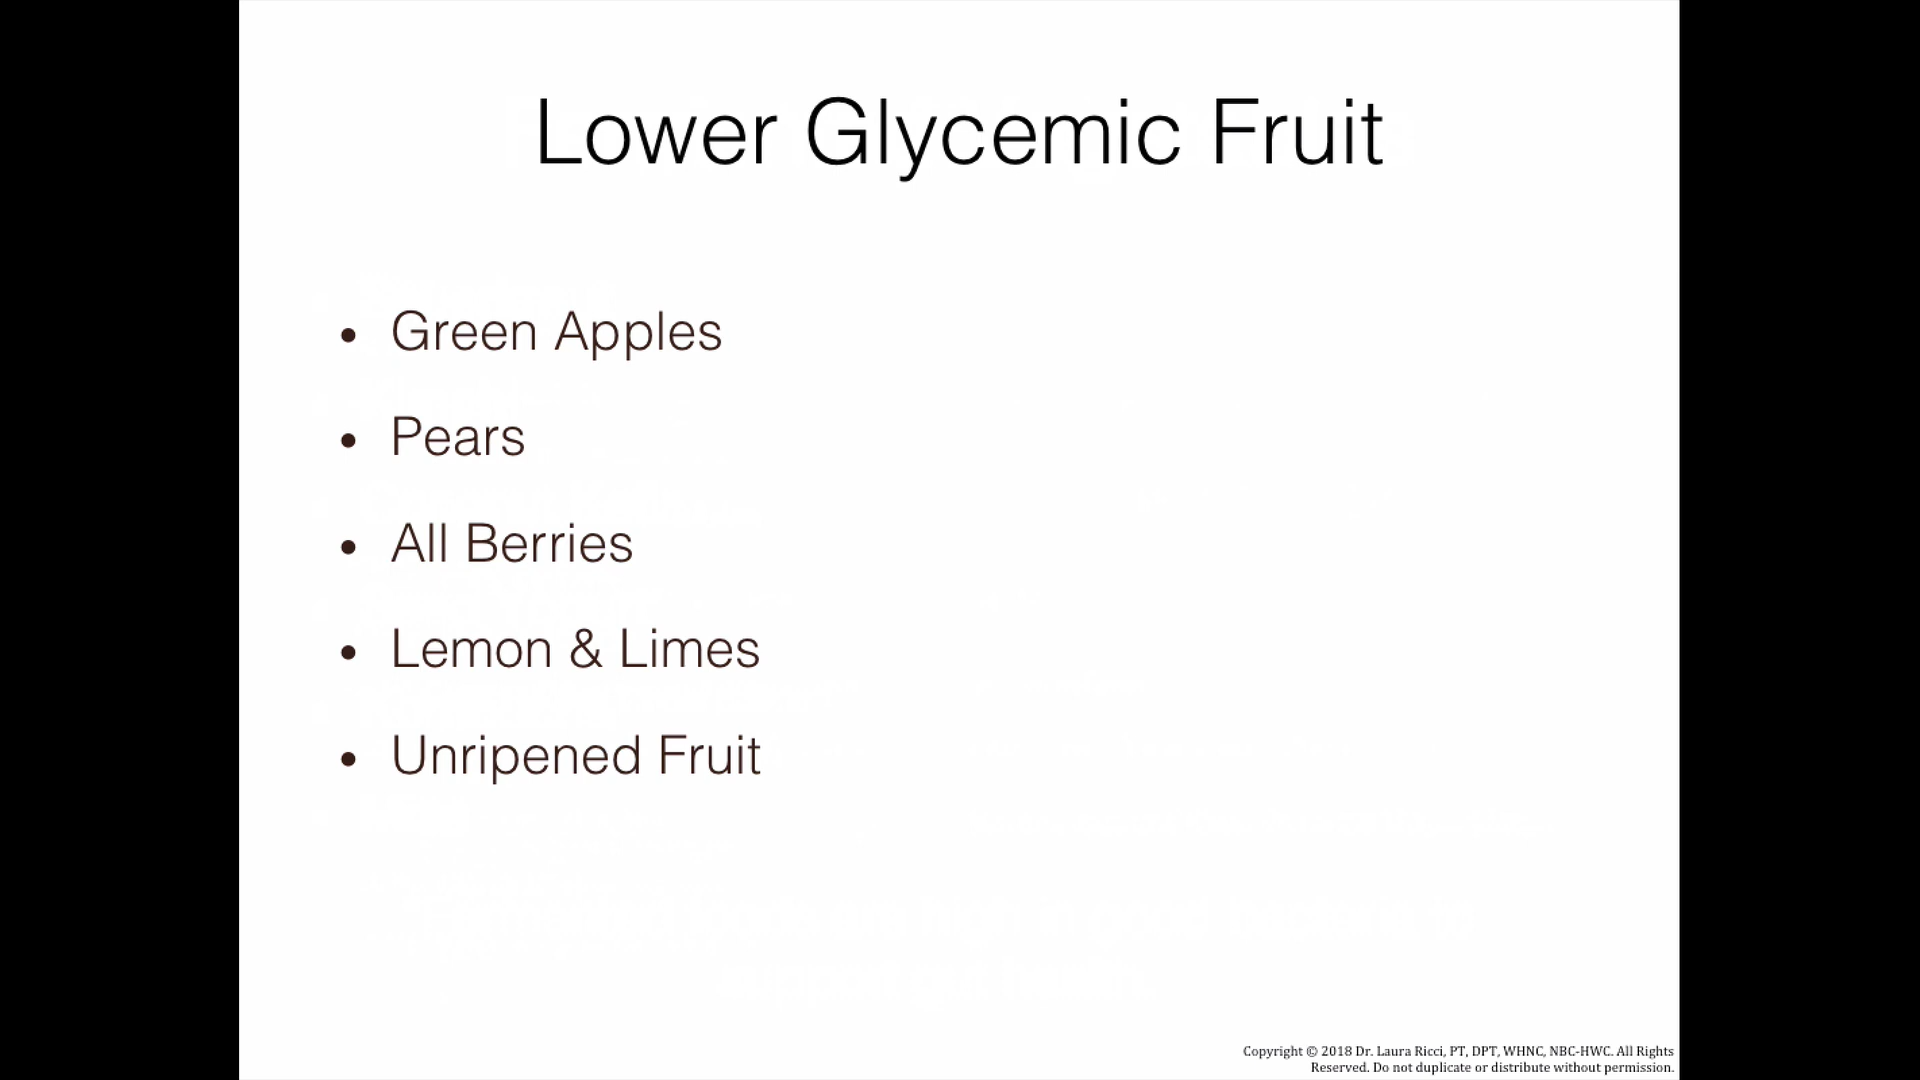 Lower Glycemic Fruit
• Green Apples
• Pears
• All Berries
• Lemon & Limes
• Unripened Fruit
Copyright © 2018 Dr. Laura Ricci, PT, DPT, WHNC, NBC-HWC. All Rights
Reserved. Do not duplicate or distribute without permission.